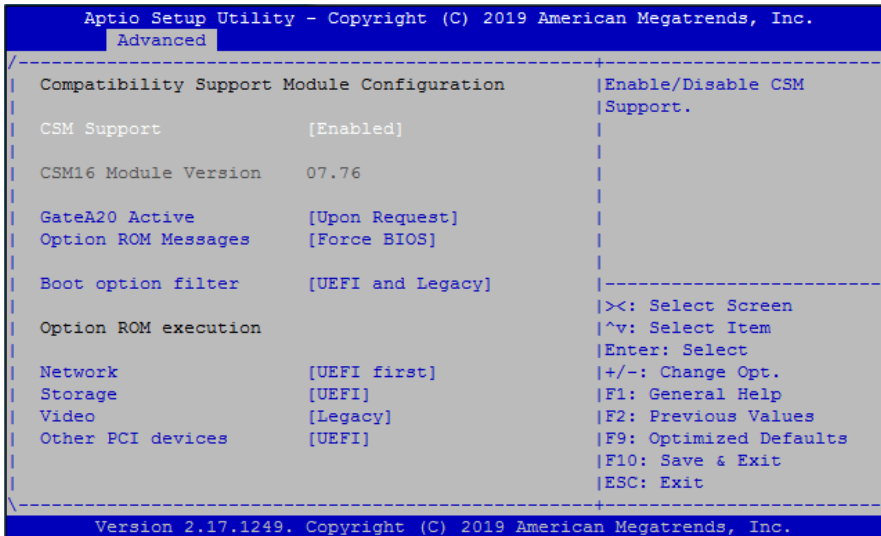 Aptio Setup Utility - Copyright (C) 2019 American Megatrends, Inc.
Advanced
/----------------------------------------------------+------------------------
| Compatibility Support Module Configuration |Enable/Disable CSM
| |Support.
| CSM Support [Enabled] |
| |
| CSM16 Module Version 07.76 |
| |
| GateA20 Active [Upon Request] |
| Option ROM Messages [Force BIOS] |
| |
| Boot option filter [UEFI and Legacy] |------------------------
| |><: Select Screen
| Option ROM execution |^v: Select Item
| |Enter: Select
| Network [UEFI first] |+/-: Change Opt.
| Storage [UEFI] |F1: General Help
| Video [Legacy] |F2: Previous Values
| Other PCI devices [UEFI] |F9: Optimized Defaults
| |F10: Save & Exit
| |ESC: Exit
\----------------------------------------------------+------------------------
Version 2.17.1249. Copyright (C) 2019 American Megatrends, Inc.